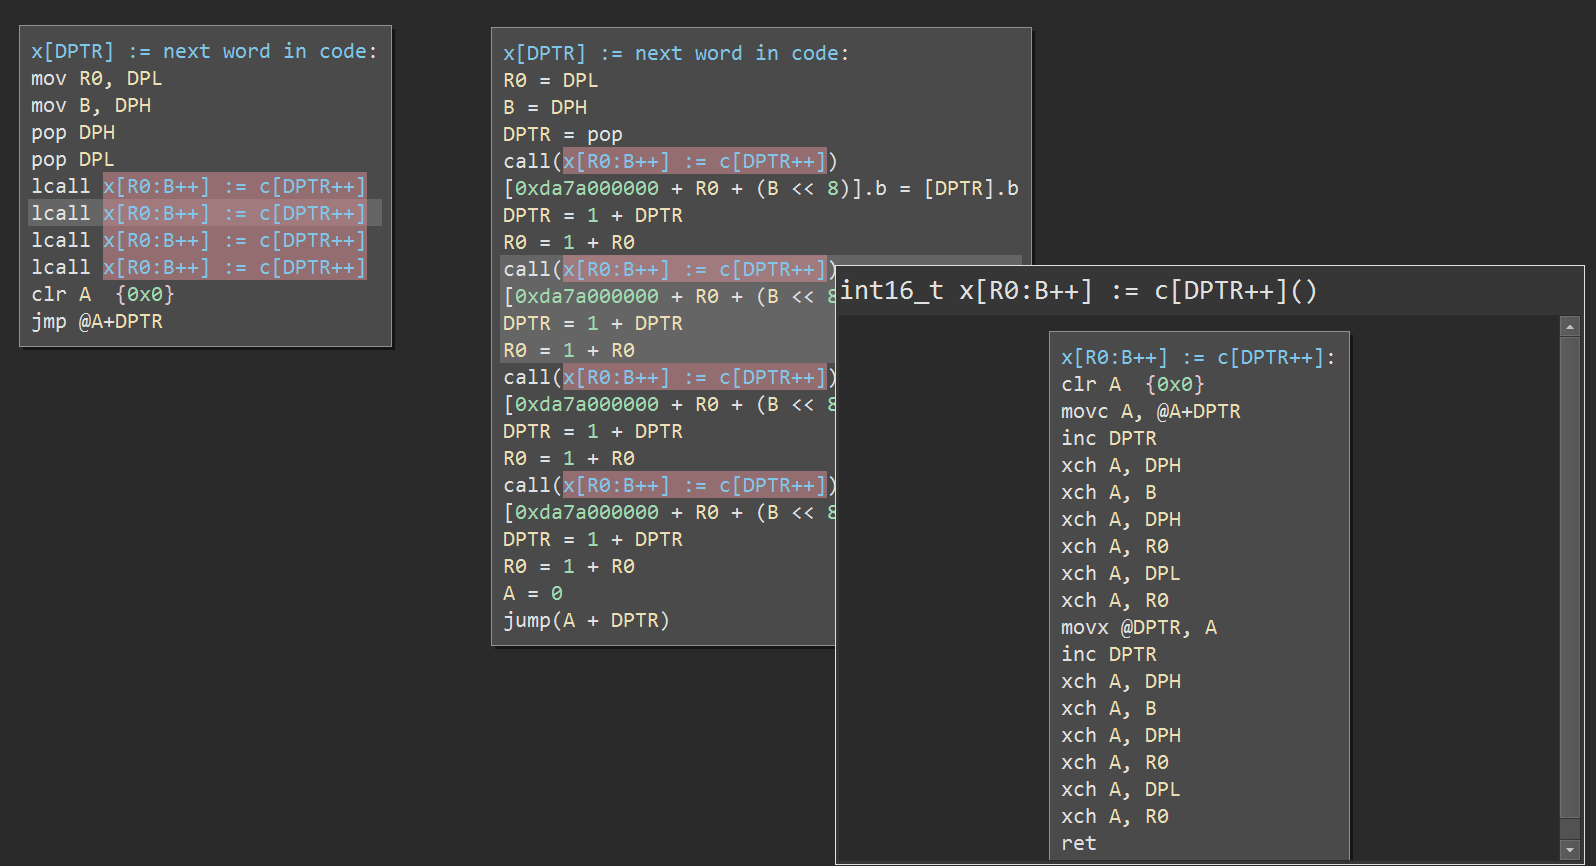 x[DPTR] := next word in code:
mov R0, DPL
mov B, DPH
pop DPH
pop DPL
lcall x[R0:B++] := c[DPTR++]
lcall x[R0:B++] := c[DPTR++]
lcall x[R0:B++] := c[DPTR++]
lcall x[R0:B++] := c[DPTR++]
clr A  {0x0}
jmp @A+DPTR
x[DPTR] := next word in code:
R0 = DPL
B = DPH
DPTR = pop
call(x[R0:B++] := c[DPTR++])
[0xda7a000000 + R0 + (B << 8)].b = [DPTR].b
DPTR = 1 + DPTR
R0 = 1 + R0
call(x[R0:B++] := c[DPTR++])
[0xda7a000000 + R0 + (B << 8
DPTR = 1 + DPTR
R0 = 1 + R0
call(x[R0:B++] := c[DPTR++])
[0xda7a000000 + R0 + (B << 8
DPTR = 1 + DPTR
R0 = 1 + R0
call(x[R0:B++] := c[DPTR++])
[0xda7a000000 + R0 + (B << 8
DPTR = 1 + DPTR
R0 = 1 + R0
A = 0
jump(A + DPTR)
int16_t x[R0:B++] := c[DPTR++]()
x[R0:B++] := c[DPTR++]:
clr A  {0x0}
movc A, @A+DPTR
inc DPTR
xch A, DPH
xch A, B
xch A, DPH
xch A, R0
xch A, DPL
xch A, R0
movx @DPTR, A
inc DPTR
xch A, DPH
xch A, B
xch A, DPH
xch A, R0
xch A, DPL
xch A, R0
ret